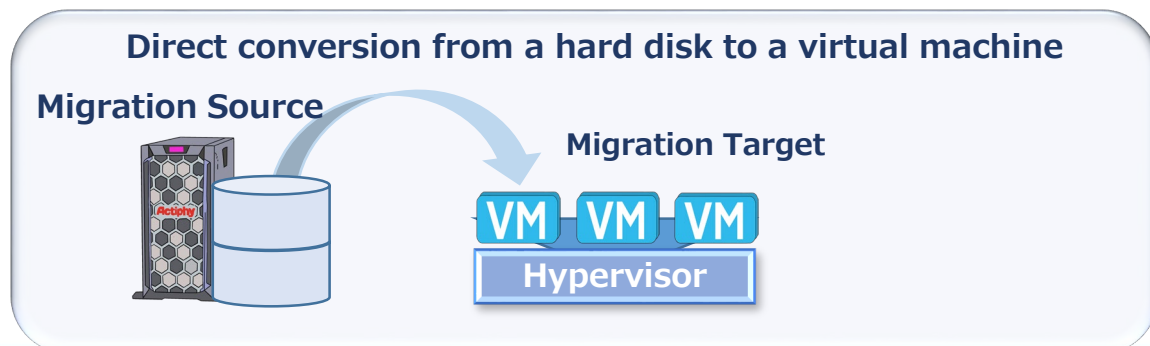 Direct conversion from a hard disk to a virtual machine
Migration Source
Migration Target
Actiphy
VM VM VM
Hypervisor